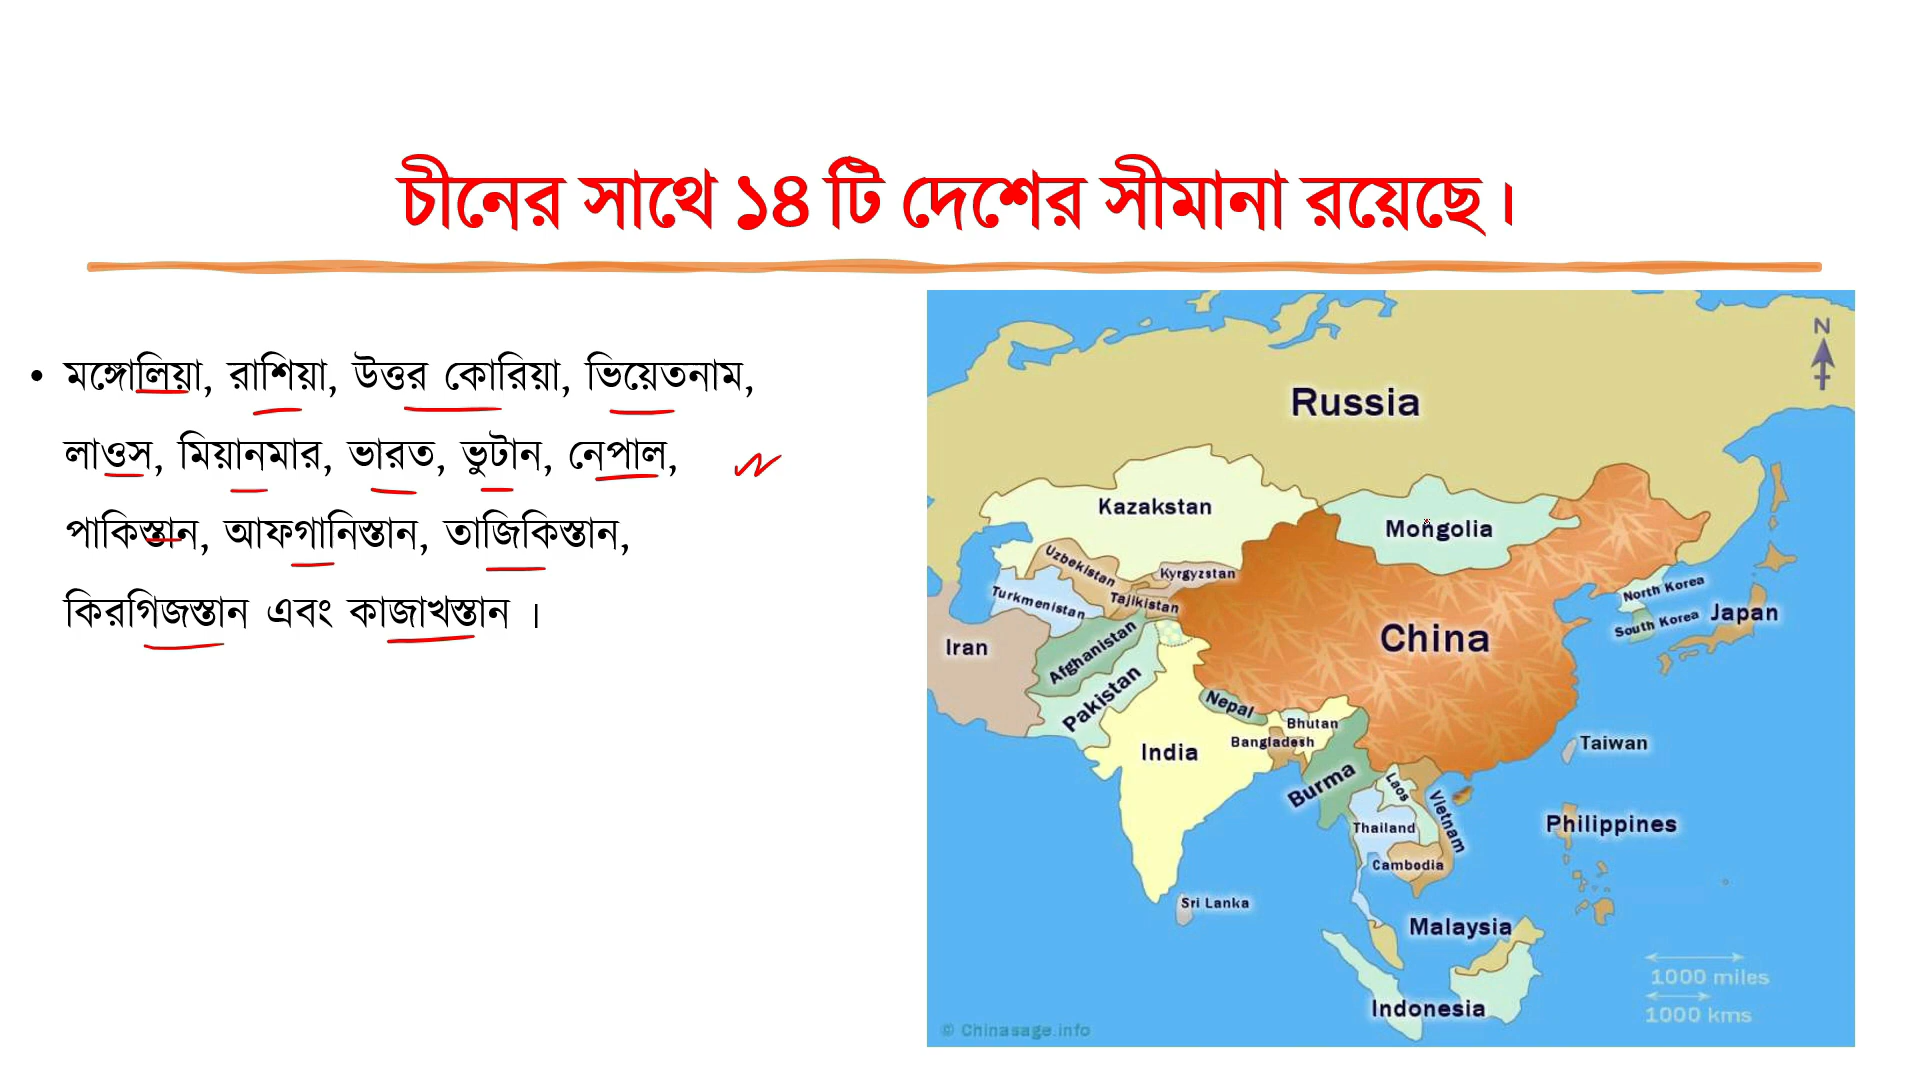 চীনের সাথে ১৪ টি দেশের সীমানা রয়েছে।
• মঙ্গোলিয়া, রাশিয়া, উত্তর কোরিয়া, ভিয়েতনাম,
লাওস, মিয়ানমার, ভারত, ভুটান, নেপাল,
পাকিস্তান, আফগানিস্তান, তাজিকিস্তান,
কিরগিজস্তান এবং কাজাখস্তান ।
N
Russia
Kazakstan
Mongolia
Uzbekistan
Kyrgyzstan
Turkmenistan
Tajikistan
North Korea
South Korea
Japan
China
Iran
Afghanistan
Pakistan
Nepal
Bhutan
Bangladesh
India
Taiwan
Burma
Laos
Vietnam
Thailand
Philippines
Cambodia
Sri Lanka
Malaysia
1000 miles
Indonesia
1000 kms
© Chinasage.info